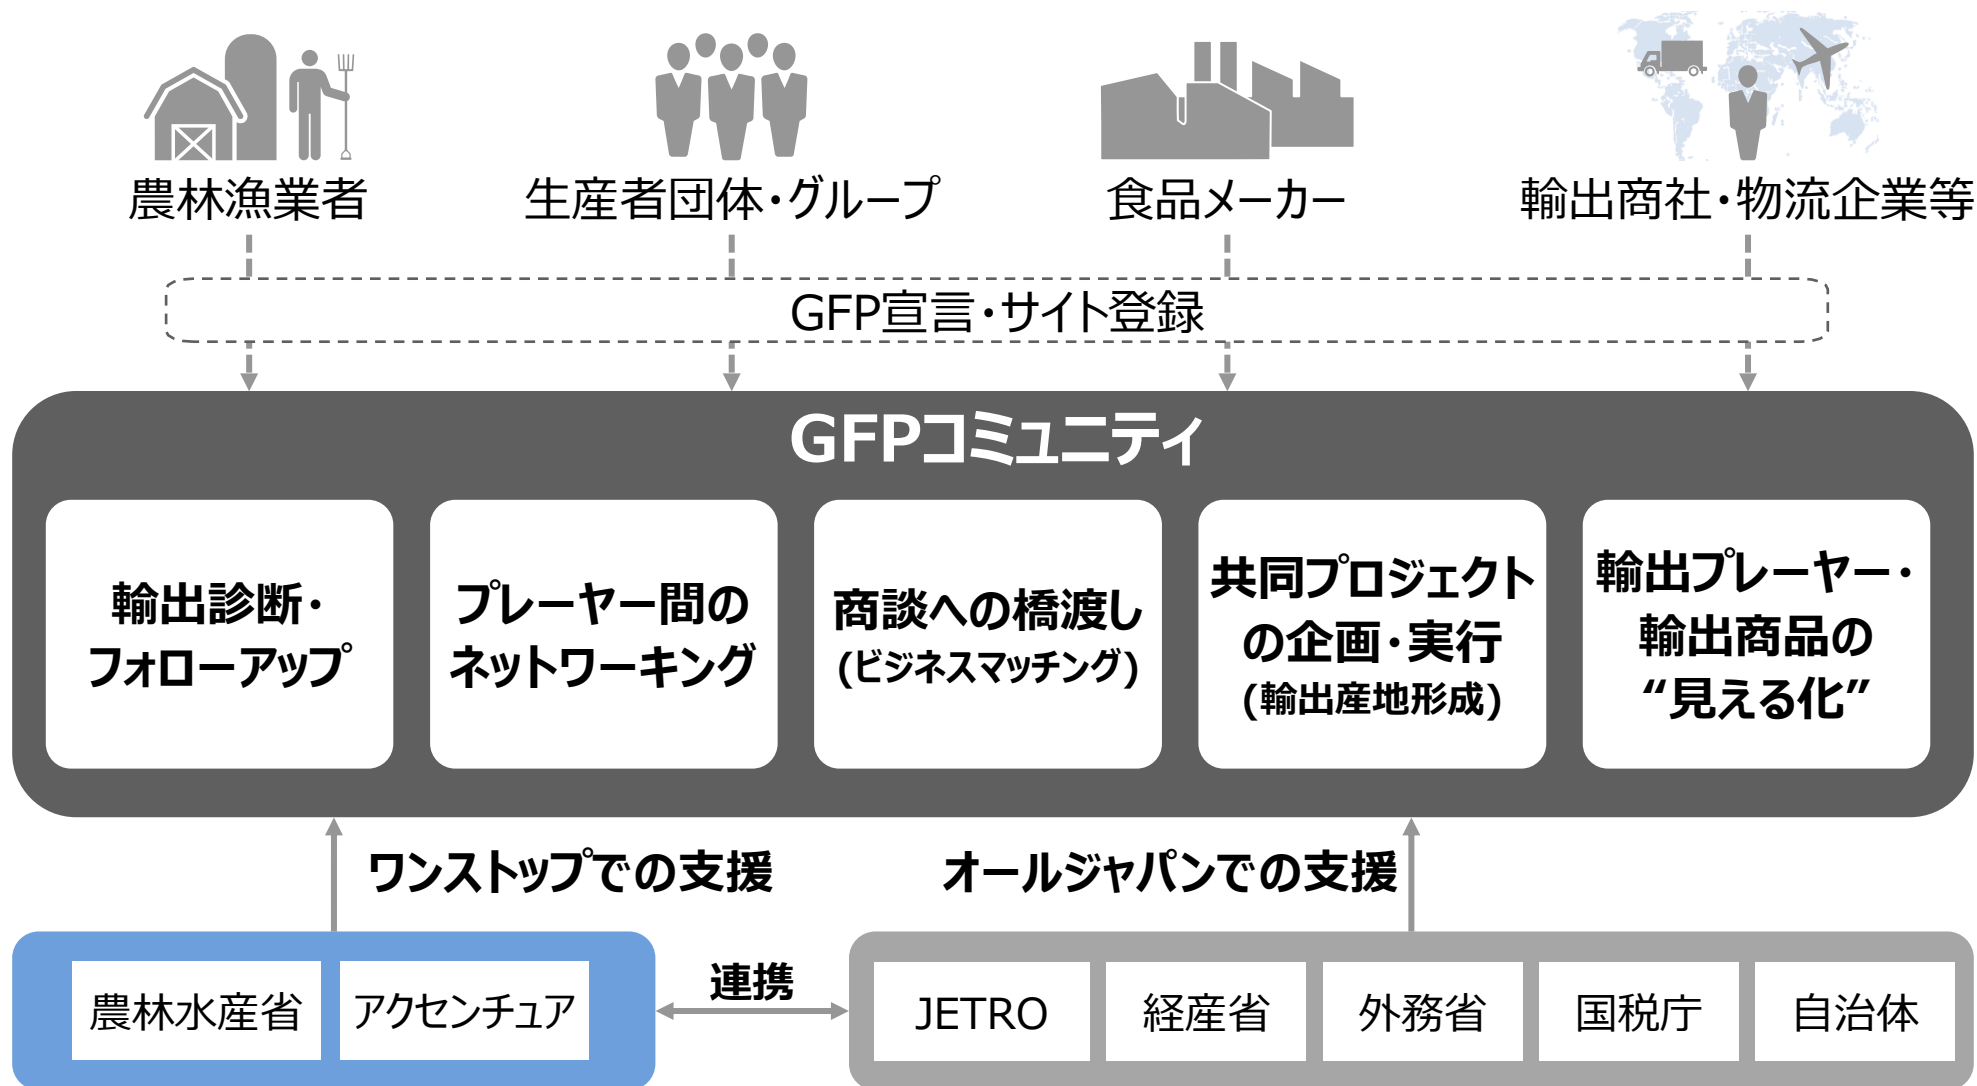 農林漁業者
生産者団体・グループ
食品メーカー
輸出商社・物流企業等
GFP宣言・サイト登録
GFPコミュニティ
輸出診断・
フォローアップ
プレーヤー間の
ネットワーキング
商談への橋渡し
(ビジネスマッチング)
共同プロジェクト
の企画・実行
(輸出産地形成)
輸出プレーヤー・
輸出商品の
“見える化”
ワンストップでの支援
オールジャパンでの支援
農林水産省
アクセンチュア
連携
JETRO
経産省
外務省
国税庁
自治体